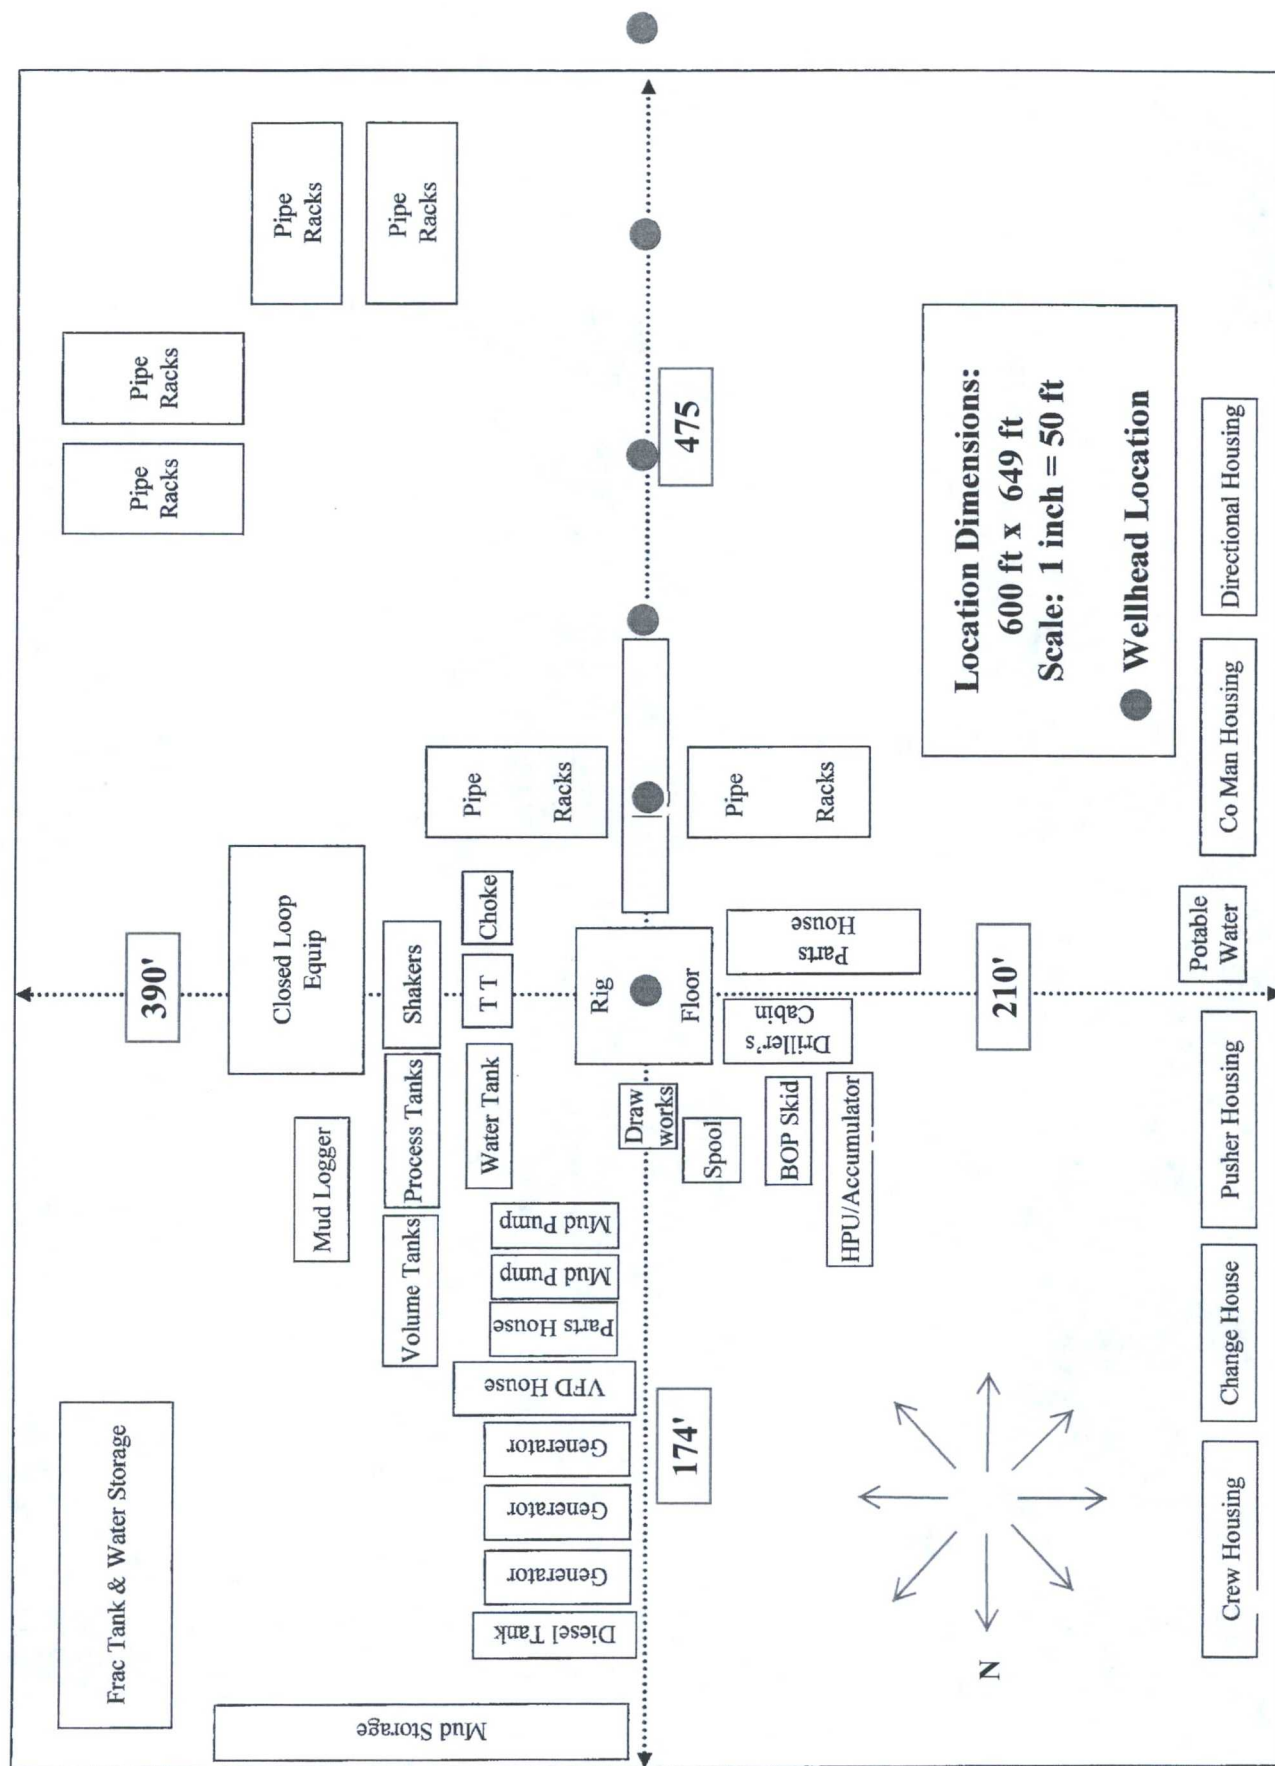 Pipe
Racks
Pipe
Racks
Pipe
Racks
Pipe
Racks
475
Location Dimensions:
600 ft x 649 ft
Scale: 1 inch = 50 ft
Wellhead Location
Directional Housing
Co Man Housing
Pipe
Racks
Pipe
Racks
Closed Loop
Equip
390'
Choke
Shakers
T T
Rig
Floor
Parts
House
Driller's
Cabin
210'
Potable
Water
Mud Logger
Process Tanks
Water Tank
Draw
works
Spool
BOP Skid
HPU/Accumulator
Pusher Housing
Volume Tanks
Mud Pump
Mud Pump
Parts House
VFD House
Generator
Generator
Generator
Diesel Tank
174'
Change House
Crew Housing
Frac Tank & Water Storage
Mud Storage
N